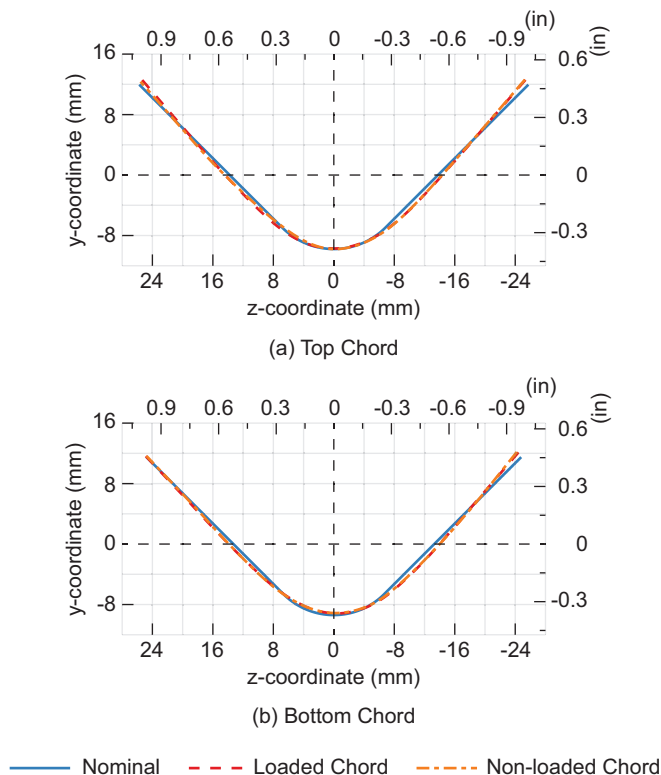 (in)
0.9 0.6 0.3 0 -0.3 -0.6 -0.9
(in)
16
8
0
-8
y-coordinate (mm)
0.6
0.3
0
-0.3
24 16 8 0 -8 -16 -24
z-coordinate (mm)
(a) Top Chord
(in)
0.9 0.6 0.3 0 -0.3 -0.6 -0.9
(in)
16
8
0
-8
y-coordinate (mm)
0.6
0.3
0
-0.3
24 16 8 0 -8 -16 -24
z-coordinate (mm)
(b) Bottom Chord
Nominal Loaded Chord Non-loaded Chord